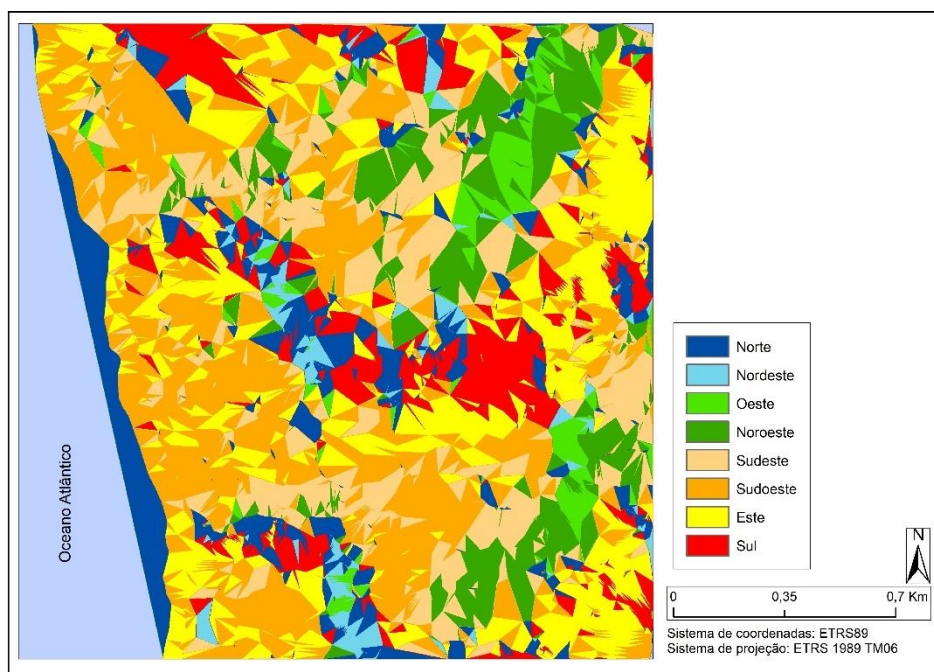 Oceano Atlântico
Norte
Nordeste
Oeste
Noroeste
Sudeste
Sudoeste
Este
Sul
N
0 0,35 0,7 Km
Sistema de coordenadas: ETRS89
Sistema de projeção: ETRS 1989 TM06